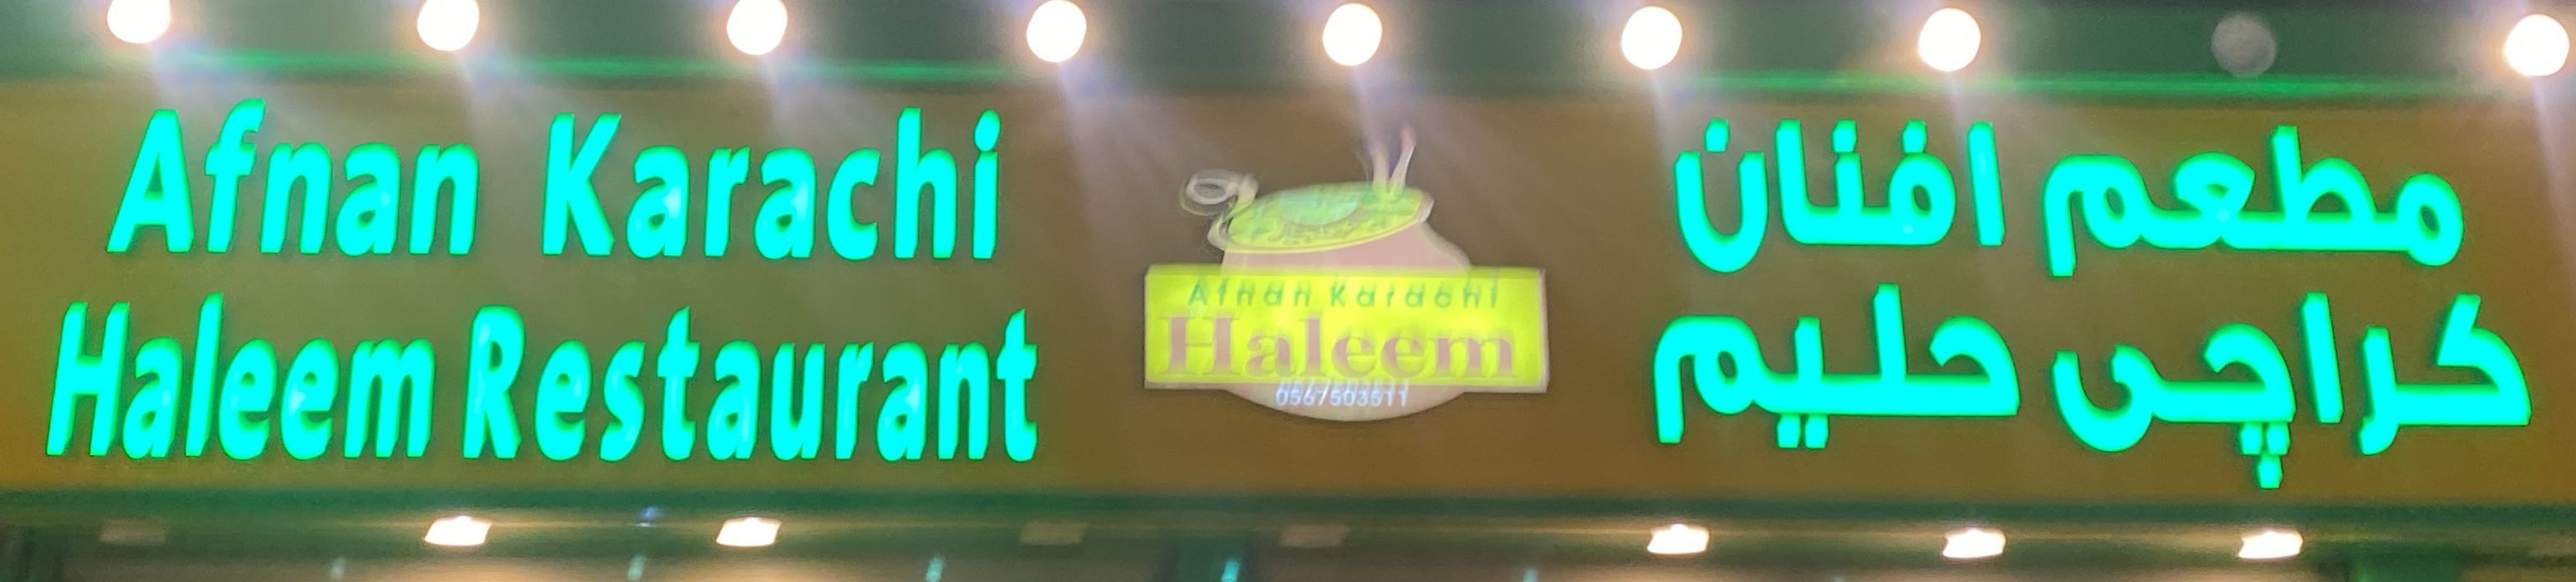 Afnan Karachi
Haleem Restaurant
Afnan Karachi
Haleem
0567503511
مطعم افنان
كراچى حليم